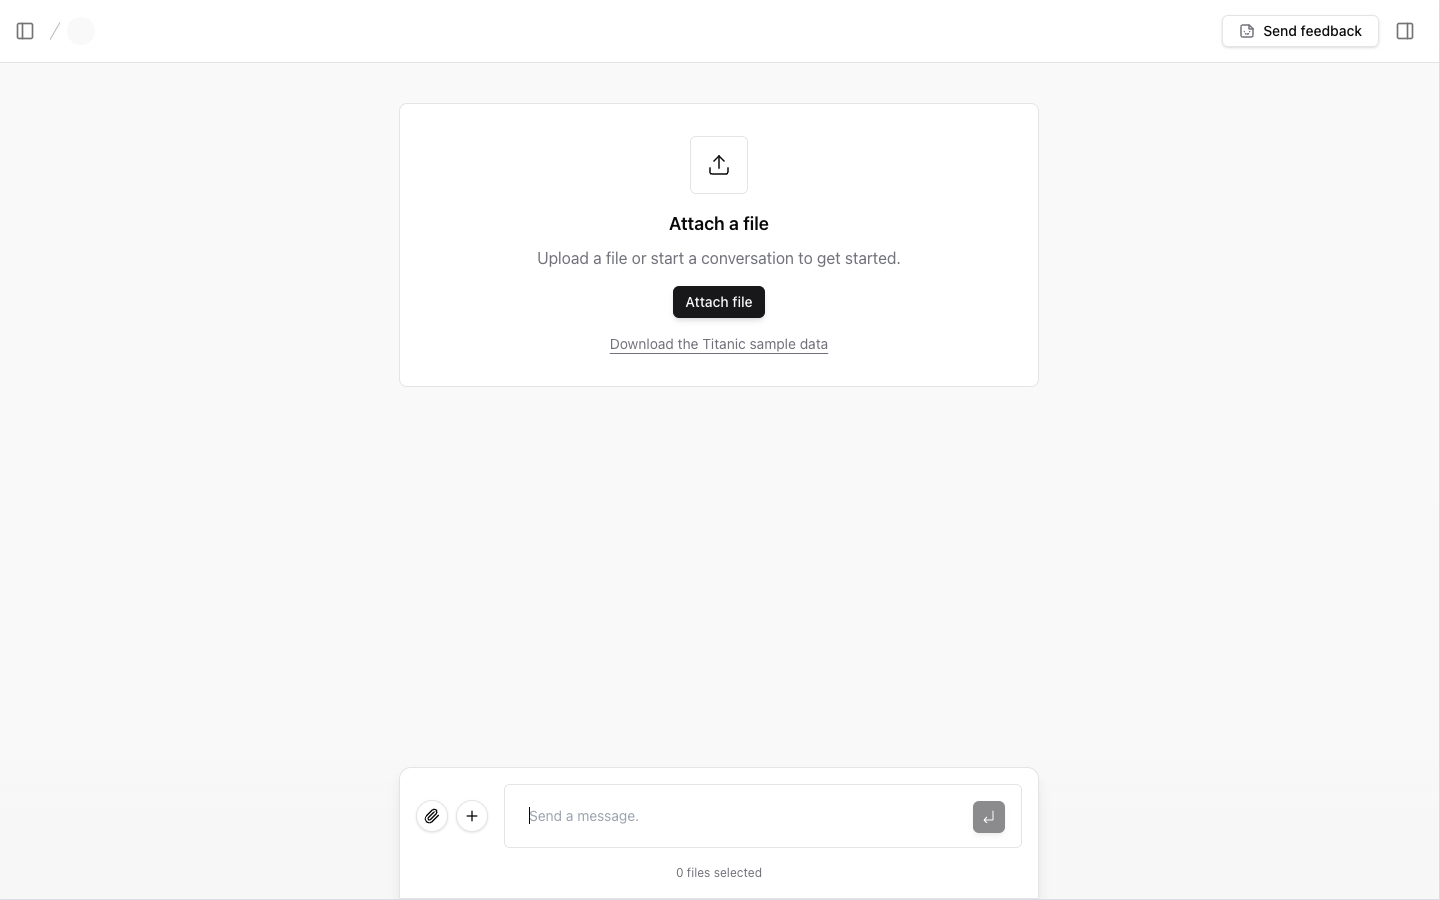 Send feedback
Attach a file
Upload a file or start a conversation to get started.
Attach file
Download the Titanic sample data
Send a message.
0 files selected